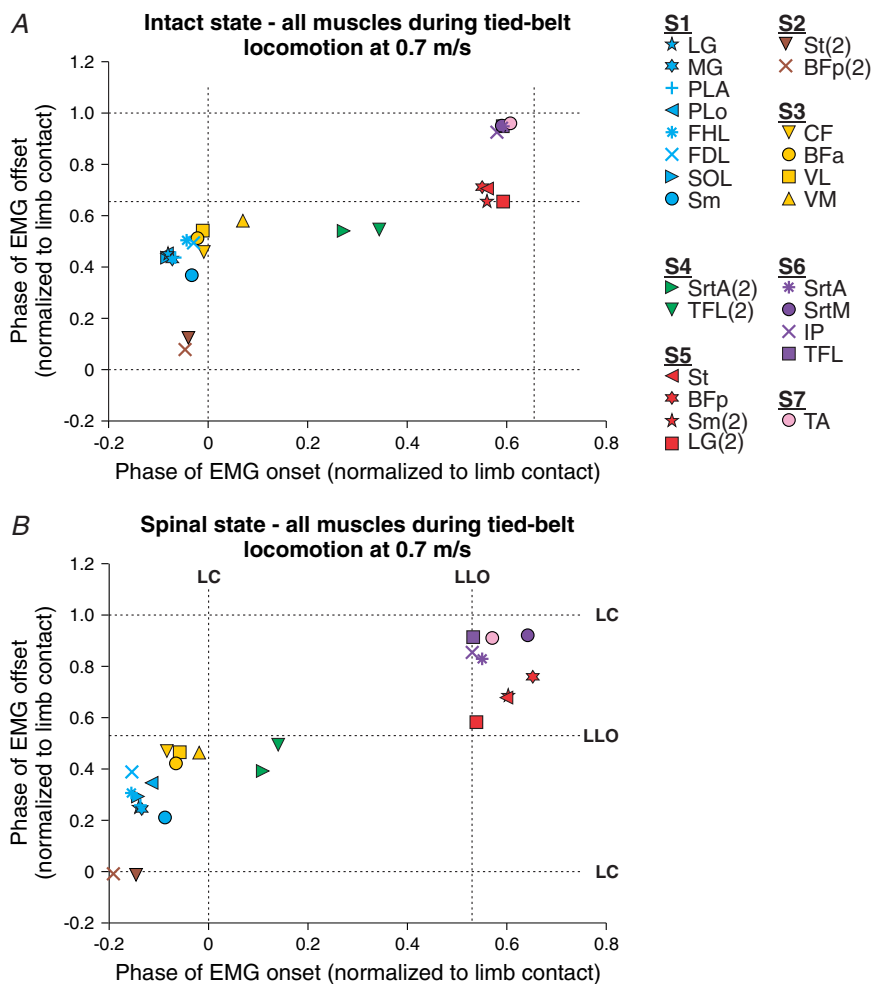 A
Intact state - all muscles during tied-belt
locomotion at 0.7 m/s
1.2
1.0
0.8
0.6
0.4
0.2
0
-0.2
Phase of EMG offset
(normalized to limb contact)
-0.2 0 0.2 0.4 0.6 0.8
Phase of EMG onset (normalized to limb contact)
S1
LG
MG
PLA
PLo
FHL
FDL
SOL
Sm
S2
St(2)
BFp(2)
S3
CF
BFa
VL
VM
S4
SrtA(2)
TFL(2)
S5
St
BFp
Sm(2)
LG(2)
S6
SrtA
SrtM
IP
TFL
S7
TA
B
Spinal state - all muscles during tied-belt
locomotion at 0.7 m/s
LC
LLO
1.2
1.0
0.8
0.6
0.4
0.2
0
-0.2
Phase of EMG offset
(normalized to limb contact)
LC
LLO
LC
-0.2 0 0.2 0.4 0.6 0.8
Phase of EMG onset (normalized to limb contact)